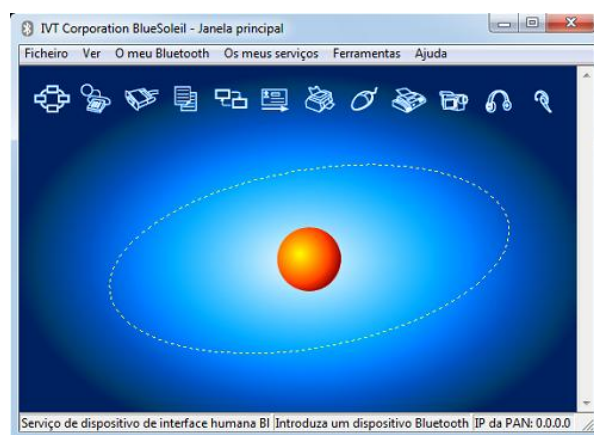 IVT Corporation BlueSoleil - Janela principal
Ficheiro Ver O meu Bluetooth Os meus serviços Ferramentas Ajuda
Serviço de dispositivo de interface humana Bl Introduza um dispositivo Bluetooth IP da PAN: 0.0.0.0